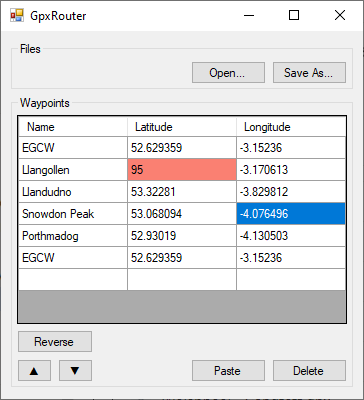 GpxRouter
Files
Open... Save As...
Waypoints
Name Latitude Longitude
EGCW 52.629359 -3.15236
Llangollen 95 -3.170613
Llandudno 53.32281 -3.829812
Snowdon Peak 53.068094 -4.076496
Porthmadog 52.93019 -4.130503
EGCW 52.629359 -3.15236
Reverse
▲ ▼ Paste Delete